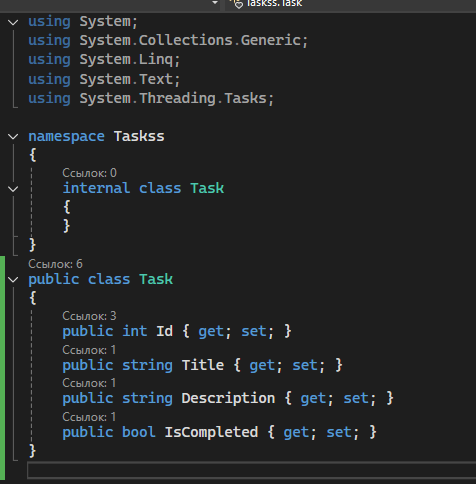 Taskss.Task
using System;
using System.Collections.Generic;
using System.Linq;
using System.Text;
using System.Threading.Tasks;
namespace Taskss
{
Ссылок: 0
internal class Task
{
}
}
Ссылок: 6
public class Task
{
Ссылок: 3
public int Id { get; set; }
Ссылок: 1
public string Title { get; set; }
Ссылок: 1
public string Description { get; set; }
Ссылок: 1
public bool IsCompleted { get; set; }
}